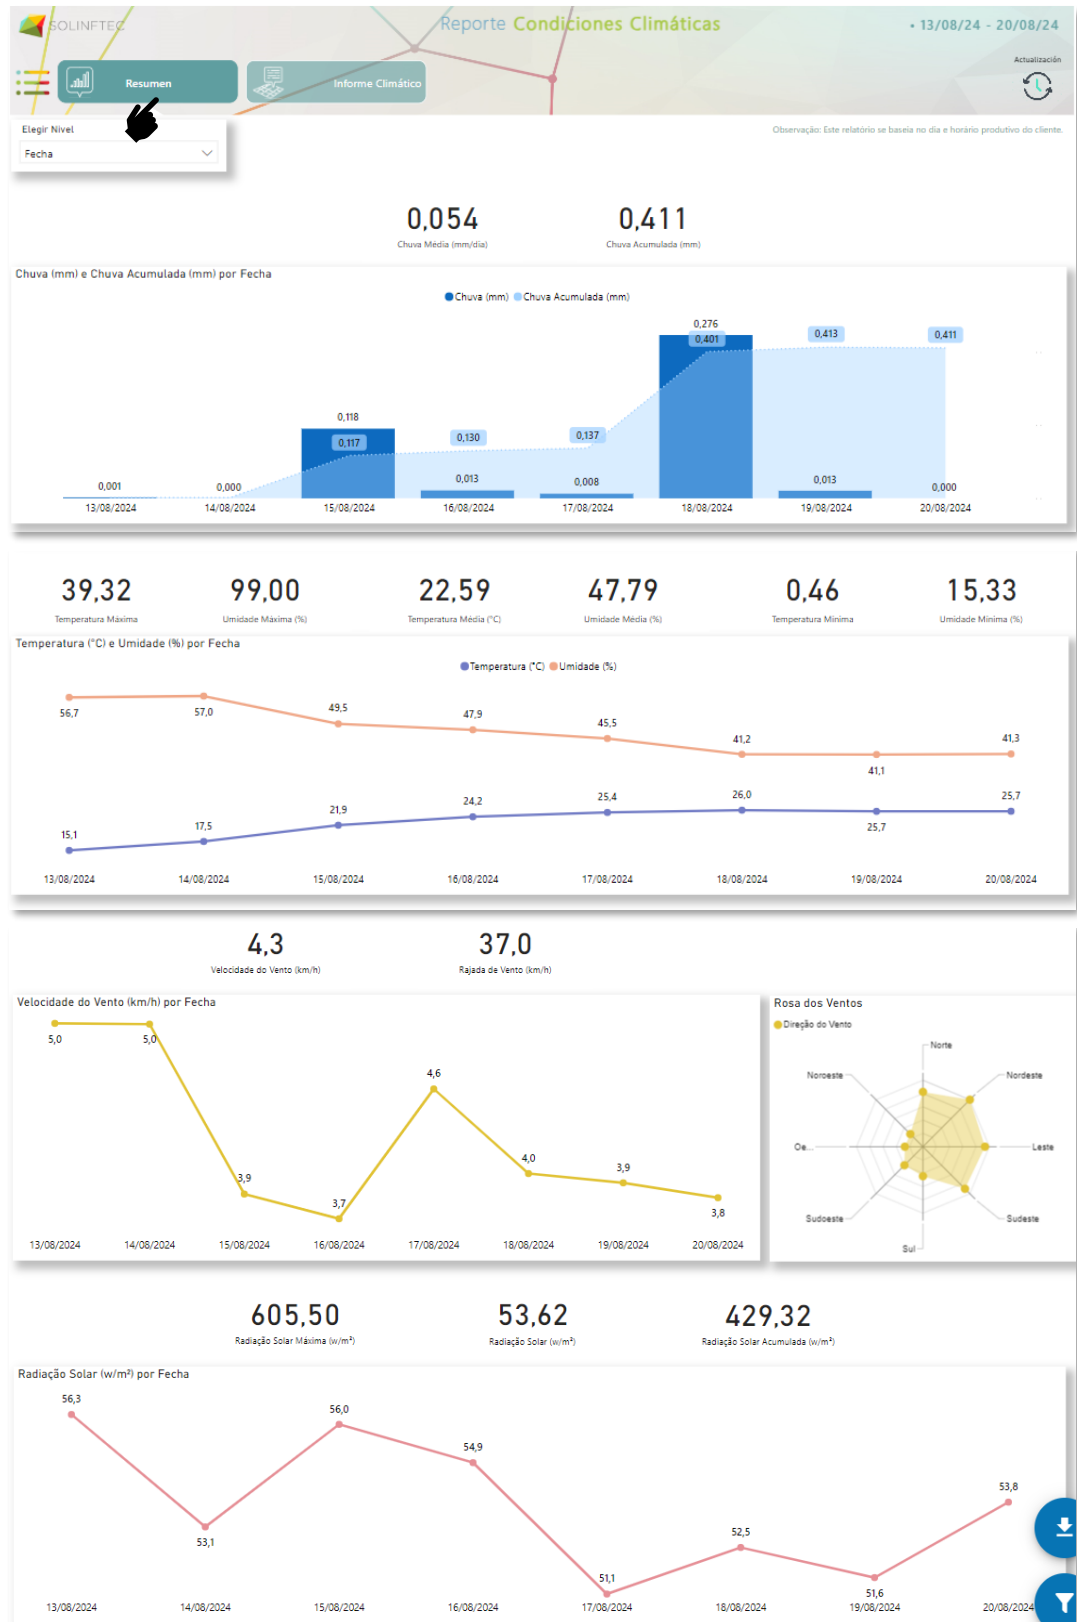 SOLINFTEC
Reporte Condiciones Climáticas
• 13/08/24 - 20/08/24
Actualización
Resumen
Informe Climático
Elegir Nivel
Fecha
Observação: Este relatório se baseia no dia e horário produtivo do cliente.
0,054
Chuva Média (mm/dia)
0,411
Chuva Acumulada (mm)
Chuva (mm) e Chuva Acumulada (mm) por Fecha
Chuva (mm) Chuva Acumulada (mm)
0,276
0,401
0,413
0,411
0,118
0,117
0,130
0,137
0,001
0,000
0,013
0,008
0,013
0,000
13/08/2024 14/08/2024 15/08/2024 16/08/2024 17/08/2024 18/08/2024 19/08/2024 20/08/2024
39,32
Temperatura Máxima
99,00
Umidade Máxima (%)
22,59
Temperatura Média (°C)
47,79
Umidade Média (%)
0,46
Temperatura Minima
15,33
Umidade Minima (%)
Temperatura (°C) e Umidade (%) por Fecha
Temperatura (°C) Umidade (%)
56,7
57,0
49,5
47,9
45,5
41,2
41,1
41,3
15,1
17,5
21,9
24,2
25,4
26,0
25,7
25,7
13/08/2024 14/08/2024 15/08/2024 16/08/2024 17/08/2024 18/08/2024 19/08/2024 20/08/2024
4,3
Velocidade do Vento (km/h)
37,0
Rajada de Vento (km/h)
Velocidade do Vento (km/h) por Fecha
5,0
5,0
3,9
3,7
4,6
4,0
3,9
3,8
13/08/2024 14/08/2024 15/08/2024 16/08/2024 17/08/2024 18/08/2024 19/08/2024 20/08/2024
Rosa dos Ventos
Direção do Vento
Norte
Noroeste
Nordeste
Oe...
Leste
Sudoeste
Sudeste
Sul
605,50
Radiação Solar Máxima (w/m²)
53,62
Radiação Solar (w/m²)
429,32
Radiação Solar Acumulada (w/m²)
Radiação Solar (w/m²) por Fecha
56,3
53,1
56,0
54,9
51,1
52,5
51,6
53,8
13/08/2024 14/08/2024 15/08/2024 16/08/2024 17/08/2024 18/08/2024 19/08/2024 20/08/2024